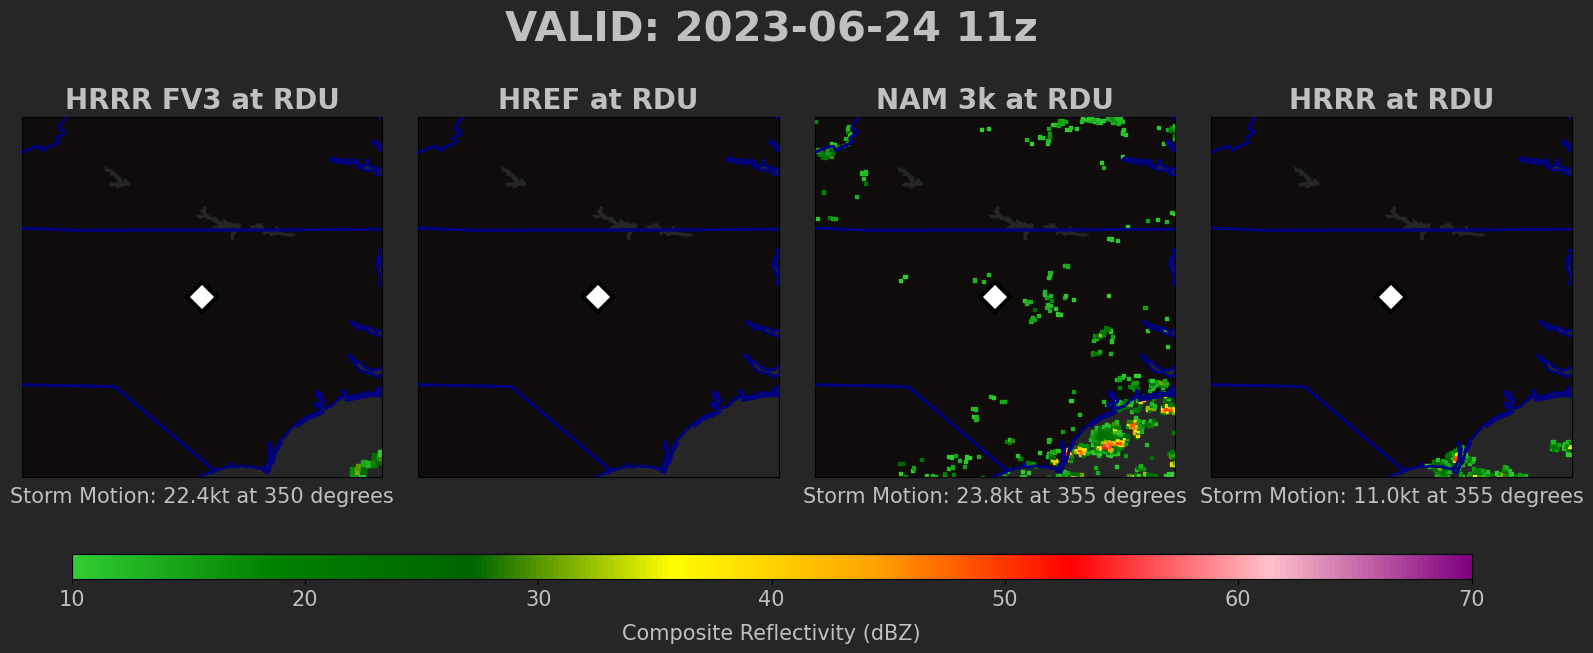 VALID: 2023-06-24 11z
HRRR FV3 at RDU
HREF at RDU
NAM 3k at RDU
HRRR at RDU
Storm Motion: 22.4kt at 350 degrees
Storm Motion: 23.8kt at 355 degrees
Storm Motion: 11.0kt at 355 degrees
10 20 30 40 50 60 70
Composite Reflectivity (dBZ)